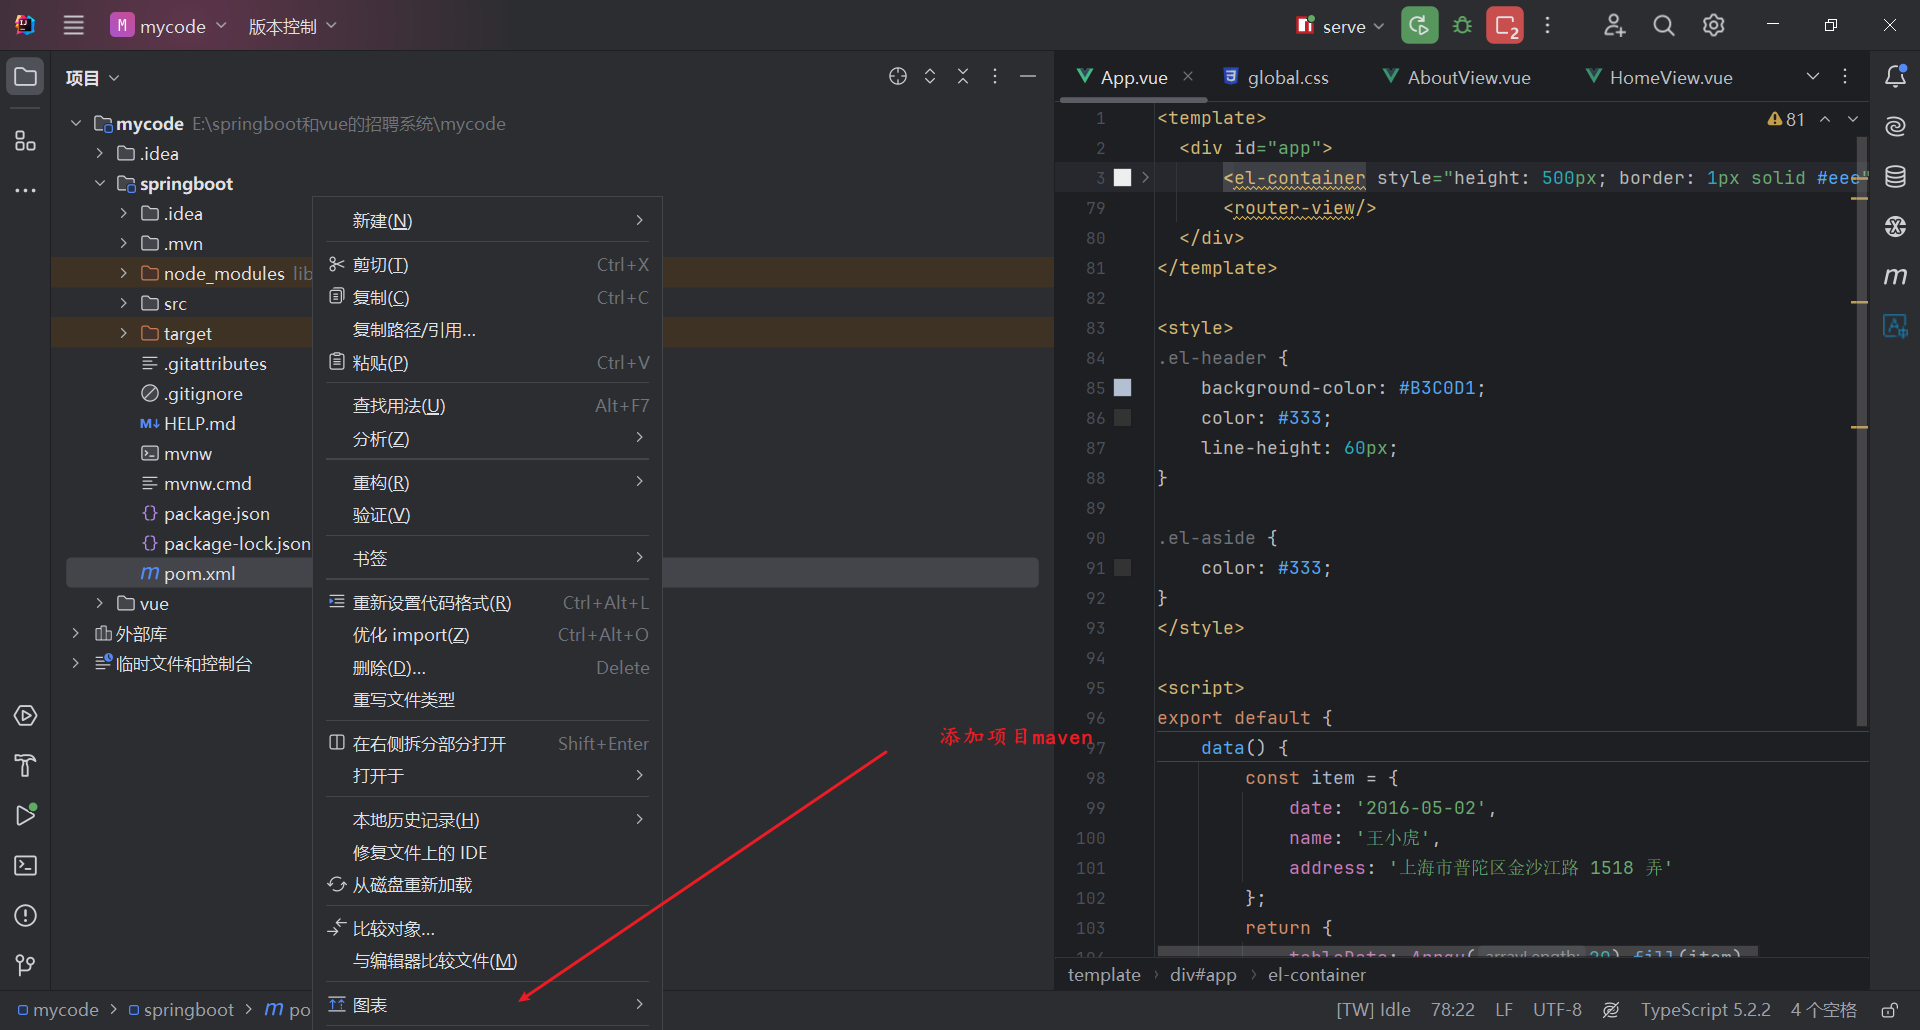 M mycode 版本控制 serve 2
项目
mycode E:\springboot和vue的招聘系统\mycode
.idea
springboot
.idea
.mvn
node_modules lib
src
target
.gitattributes
.gitignore
M↓ HELP.md
mvnw
mvnw.cmd
package.json
package-lock.json
m pom.xml
vue
外部库
临时文件和控制台
新建(N)
剪切(T) Ctrl+X
复制(C) Ctrl+C
复制路径/引用...
粘贴(P) Ctrl+V
查找用法(U) Alt+F7
分析(Z)
重构(R)
验证(V)
书签
重新设置代码格式(R) Ctrl+Alt+L
优化 import(Z) Ctrl+Alt+O
删除(D)... Delete
重写文件类型
在右侧拆分部分打开 Shift+Enter
打开于
本地历史记录(H)
修复文件上的 IDE
从磁盘重新加载
比较对象...
与编辑器比较文件(M)
图表
添加项目maven
App.vue global.css AboutView.vue HomeView.vue
81
1 <template>
2 <div id="app">
3 <el-container style="height: 500px; border: 1px solid #eee"
79 <router-view/>
80 </div>
81 </template>
82
83 <style>
84 .el-header {
85 background-color: #B3C0D1;
86 color: #333;
87 line-height: 60px;
88 }
89
90 .el-aside {
91 color: #333;
92 }
93 </style>
94
95 <script>
96 export default {
97 data() {
98 const item = {
99 date: '2016-05-02',
100 name: '王小虎',
101 address: '上海市普陀区金沙江路 1518 弄'
102 };
103 return {
104 tableData: Array( arrayLength: 20).fill(item)
template › div#app › el-container
m
mycode › springboot › m po
[TW] Idle 78:22 LF UTF-8 TypeScript 5.2.2 4 个空格